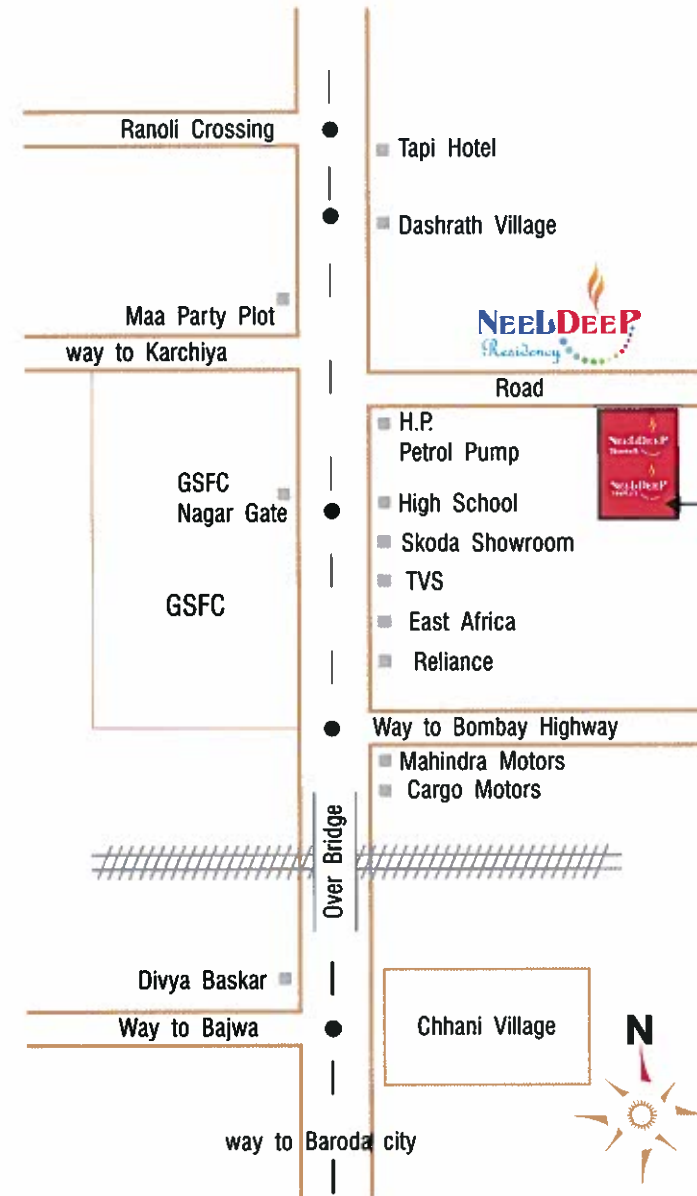 Ranoli Crossing
Tapi Hotel
Dashrath Village
Maa Party Plot
NEELDEEP
Residency
way to Karchiya
Road
H.P.
Petrol Pump
NEELDEEP
NEELDEEP
GSFC
Nagar Gate
High School
Skoda Showroom
TVS
GSFC
East Africa
Reliance
Way to Bombay Highway
Mahindra Motors
Cargo Motors
Over Bridge
Divya Baskar
Way to Bajwa
Chhani Village
N
way to Baroda city